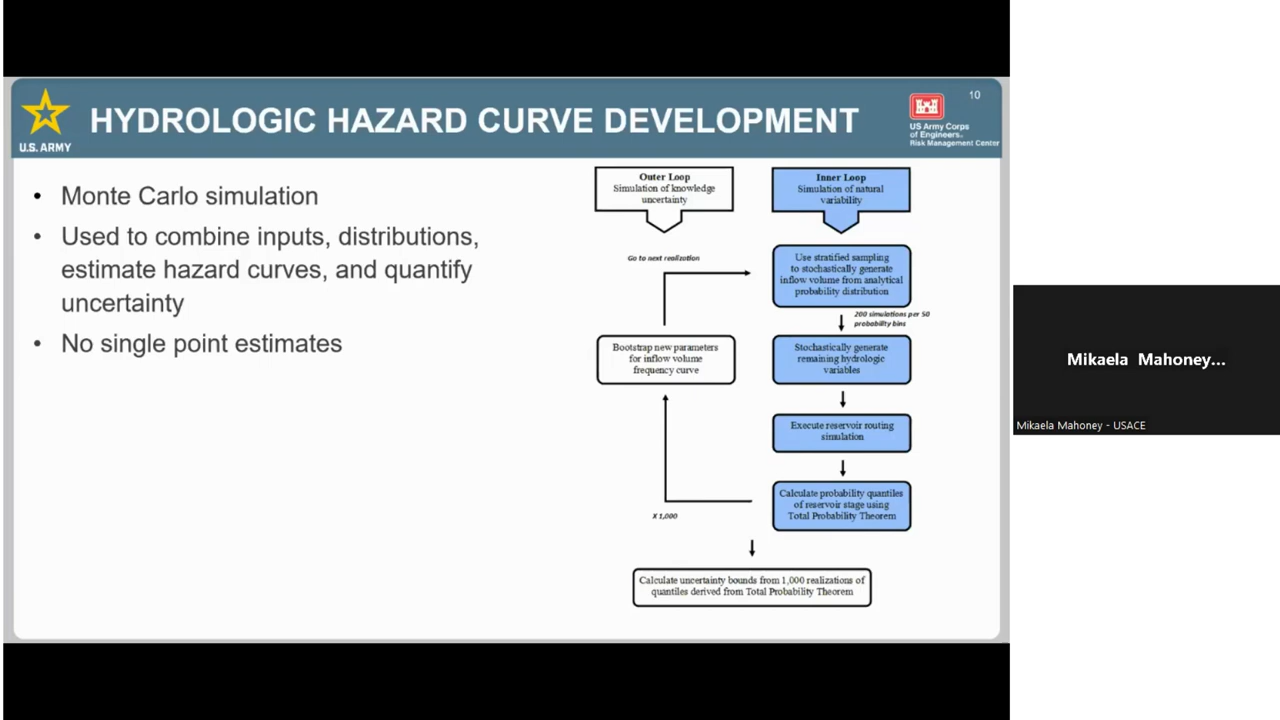 10
HYDROLOGIC HAZARD CURVE DEVELOPMENT
U.S. ARMY
US Army Corps
of Engineers®
Risk Management Center
• Monte Carlo simulation
• Used to combine inputs, distributions,
estimate hazard curves, and quantify
uncertainty
• No single point estimates
Outer Loop
Simulation of knowledge
uncertainty
Inner Loop
Simulation of natural
variability
Go to next realization
Use stratified sampling
to stochastically generate
inflow volume from analytical
probability distribution
200 simulations per 50
probability bins
Bootstrap new parameters
for inflow volume
frequency curve
Stochastically generate
remaining hydrologic
variables
Execute reservoir routing
simulation
Calculate probability quantiles
of reservoir stage using
Total Probability Theorem
X 1,000
Calculate uncertainty bounds from 1,000 realizations of
quantiles derived from Total Probability Theorem
Mikaela Mahoney...
Mikaela Mahoney - USACE